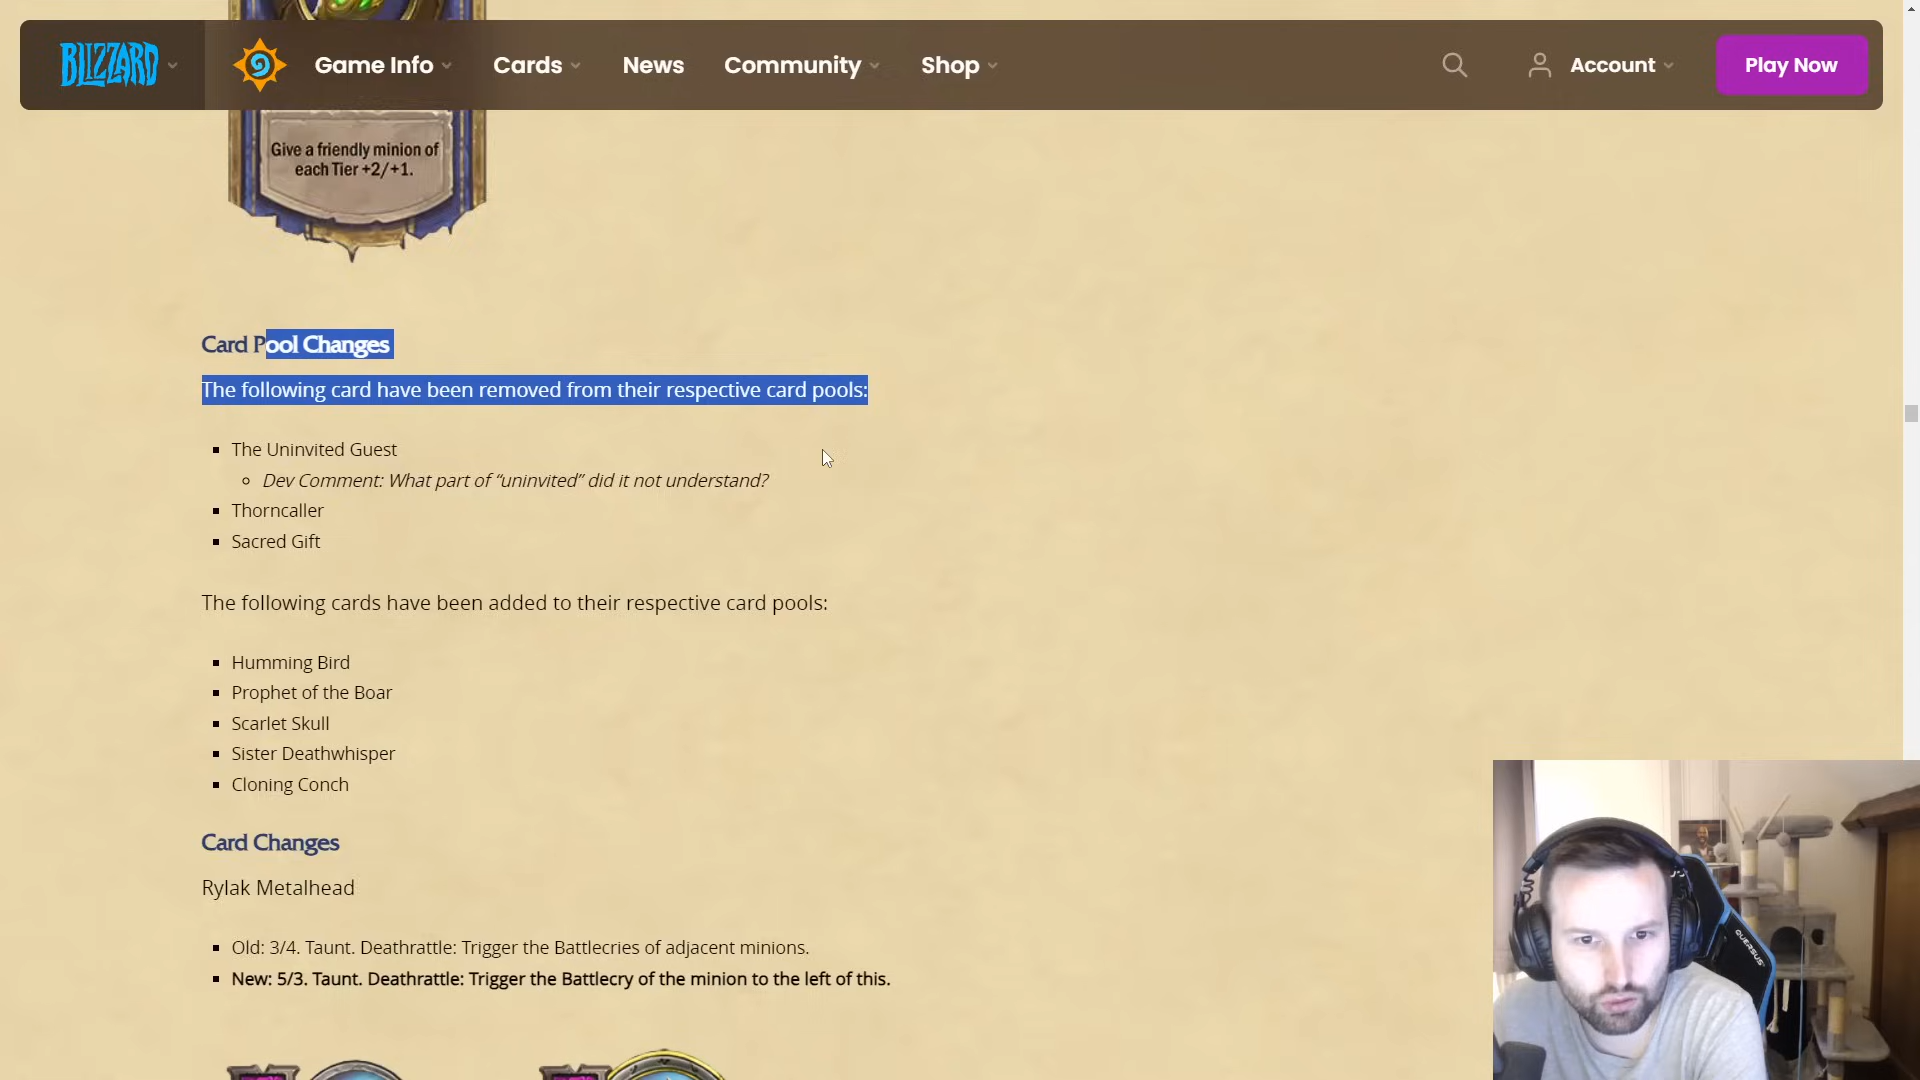 BLIZZARD
Game Info
Cards
News
Community
Shop
Account
Play Now
Give a friendly minion of
each Tier +2/+1.
Card Pool Changes
The following card have been removed from their respective card pools:
The Uninvited Guest
Dev Comment: What part of “uninvited” did it not understand?
Thorncaller
Sacred Gift
The following cards have been added to their respective card pools:
Humming Bird
Prophet of the Boar
Scarlet Skull
Sister Deathwhisper
Cloning Conch
Card Changes
Rylak Metalhead
Old: 3/4. Taunt. Deathrattle: Trigger the Battlecries of adjacent minions.
New: 5/3. Taunt. Deathrattle: Trigger the Battlecry of the minion to the left of this.
QUERSUS